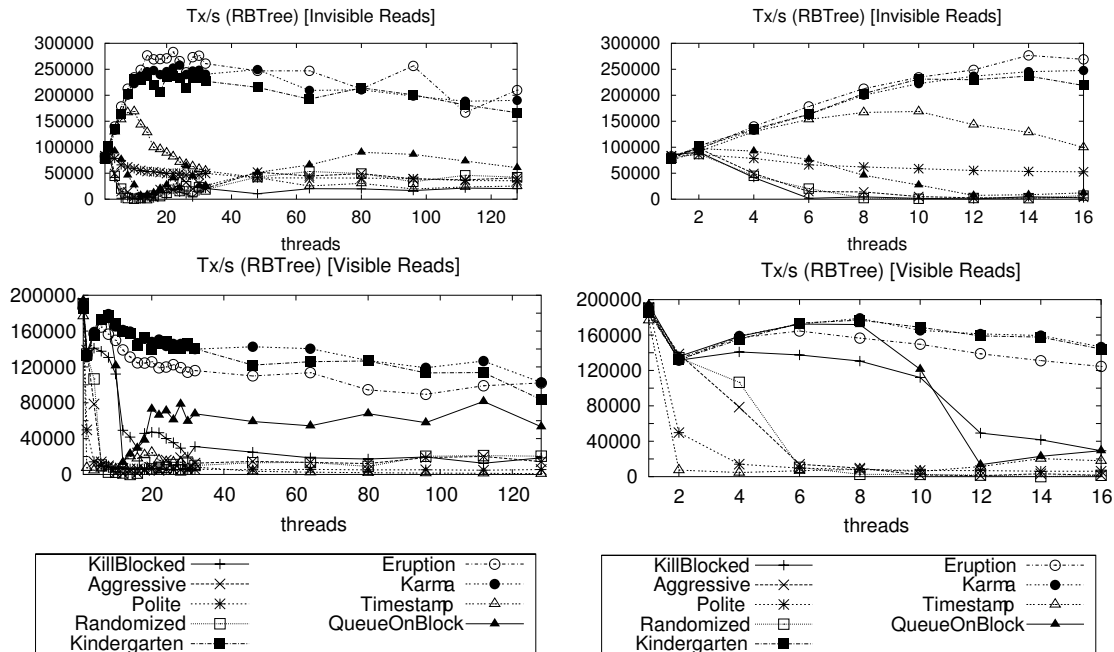 Tx/s (RBTree) [Invisible Reads]
300000
250000
200000
150000
100000
50000
0
20 40 60 80 100 120
threads
Tx/s (RBTree) [Invisible Reads]
300000
250000
200000
150000
100000
50000
0
2 4 6 8 10 12 14 16
threads
Tx/s (RBTree) [Visible Reads]
200000
160000
120000
80000
40000
0
20 40 60 80 100 120
threads
Tx/s (RBTree) [Visible Reads]
200000
160000
120000
80000
40000
0
2 4 6 8 10 12 14 16
threads
KillBlocked
Aggressive
Polite
Randomized
Kindergarten
Eruption
Karma
Timestamp
QueueOnBlock
KillBlocked
Aggressive
Polite
Randomized
Kindergarten
Eruption
Karma
Timestamp
QueueOnBlock